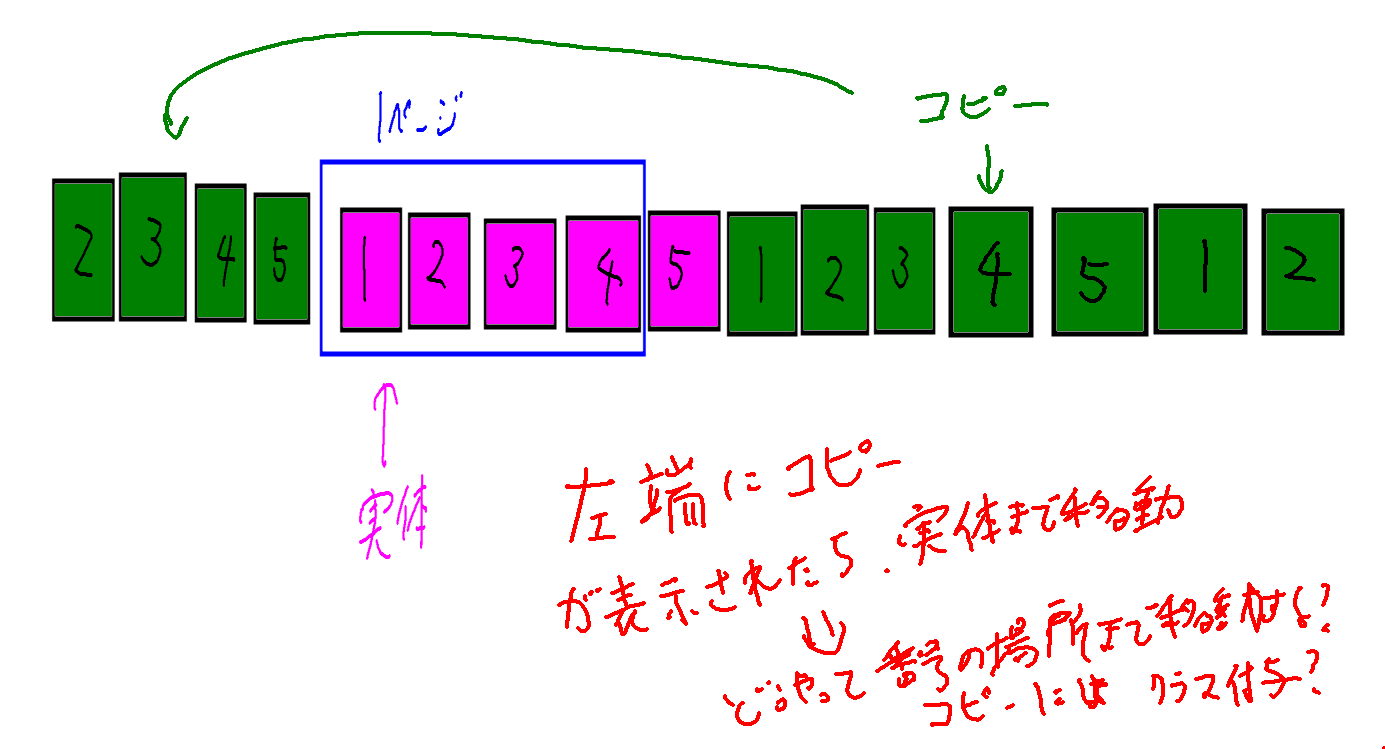 コピー
1ページ
2 3 4 5 1 2 3 4 5 1 2 3 4 5 1 2
実体
左端にコピー
が表示されたら、実体まで移動
どうやって番号の場所まで移動させる?
コピーにはクラス付与?